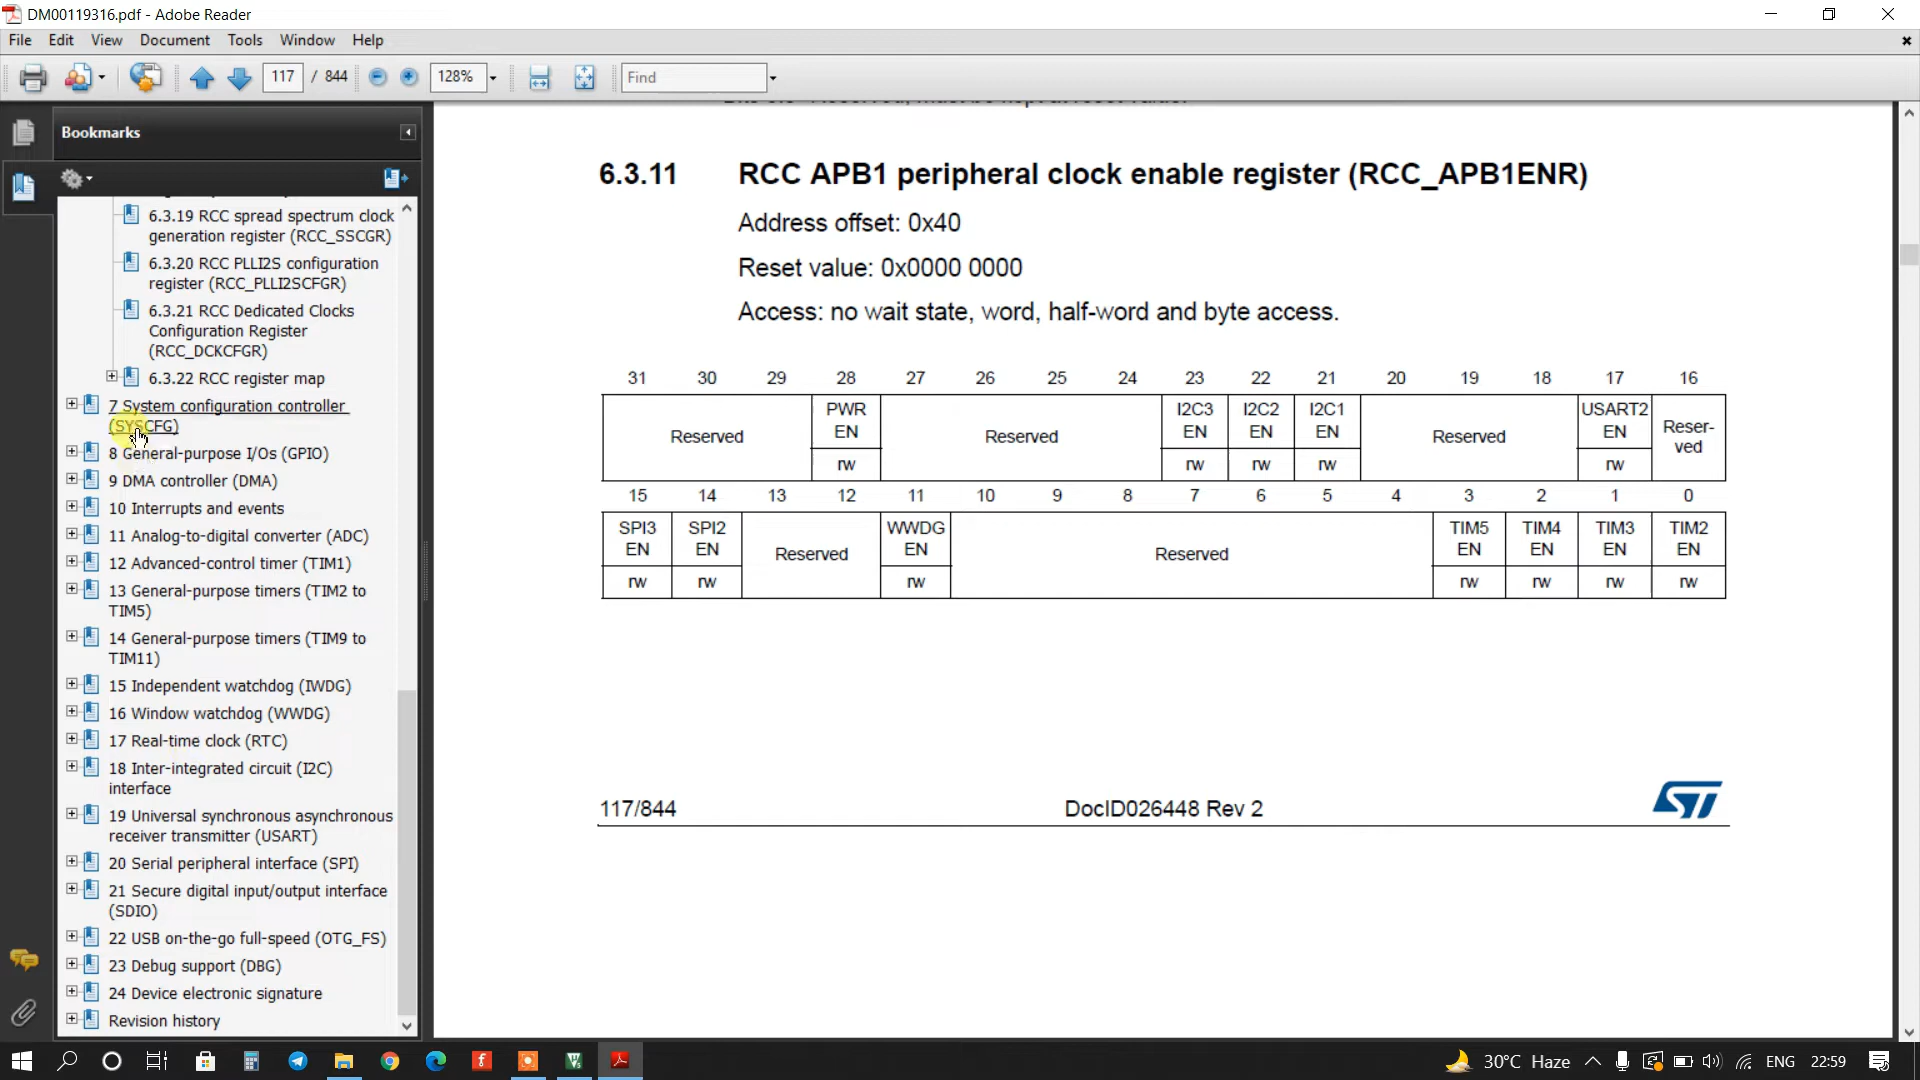 DM00119316.pdf - Adobe Reader
File Edit View Document Tools Window Help
117 / 844 128% Find
Bookmarks
6.3.19 RCC spread spectrum clock
generation register (RCC_SSCGR)
6.3.20 RCC PLLI2S configuration
register (RCC_PLLI2SCFGR)
6.3.21 RCC Dedicated Clocks
Configuration Register
(RCC_DCKCFGR)
6.3.22 RCC register map
7 System configuration controller
(SYSCFG)
8 General-purpose I/Os (GPIO)
9 DMA controller (DMA)
10 Interrupts and events
11 Analog-to-digital converter (ADC)
12 Advanced-control timer (TIM1)
13 General-purpose timers (TIM2 to
TIM5)
14 General-purpose timers (TIM9 to
TIM11)
15 Independent watchdog (IWDG)
16 Window watchdog (WWDG)
17 Real-time clock (RTC)
18 Inter-integrated circuit (I2C)
interface
19 Universal synchronous asynchronous
receiver transmitter (USART)
20 Serial peripheral interface (SPI)
21 Secure digital input/output interface
(SDIO)
22 USB on-the-go full-speed (OTG_FS)
23 Debug support (DBG)
24 Device electronic signature
Revision history
6.3.11 RCC APB1 peripheral clock enable register (RCC_APB1ENR)
Address offset: 0x40
Reset value: 0x0000 0000
Access: no wait state, word, half-word and byte access.
31 30 29 28 27 26 25 24 23 22 21 20 19 18 17 16
Reserved PWR EN Reserved I2C3 EN I2C2 EN I2C1 EN Reserved USART2 EN Reser-ved
rw rw rw rw rw
15 14 13 12 11 10 9 8 7 6 5 4 3 2 1 0
SPI3 EN SPI2 EN Reserved WWDG EN Reserved TIM5 EN TIM4 EN TIM3 EN TIM2 EN
rw rw rw rw rw rw rw
117/844 DocID026448 Rev 2 ST
30°C Haze ENG 22:59